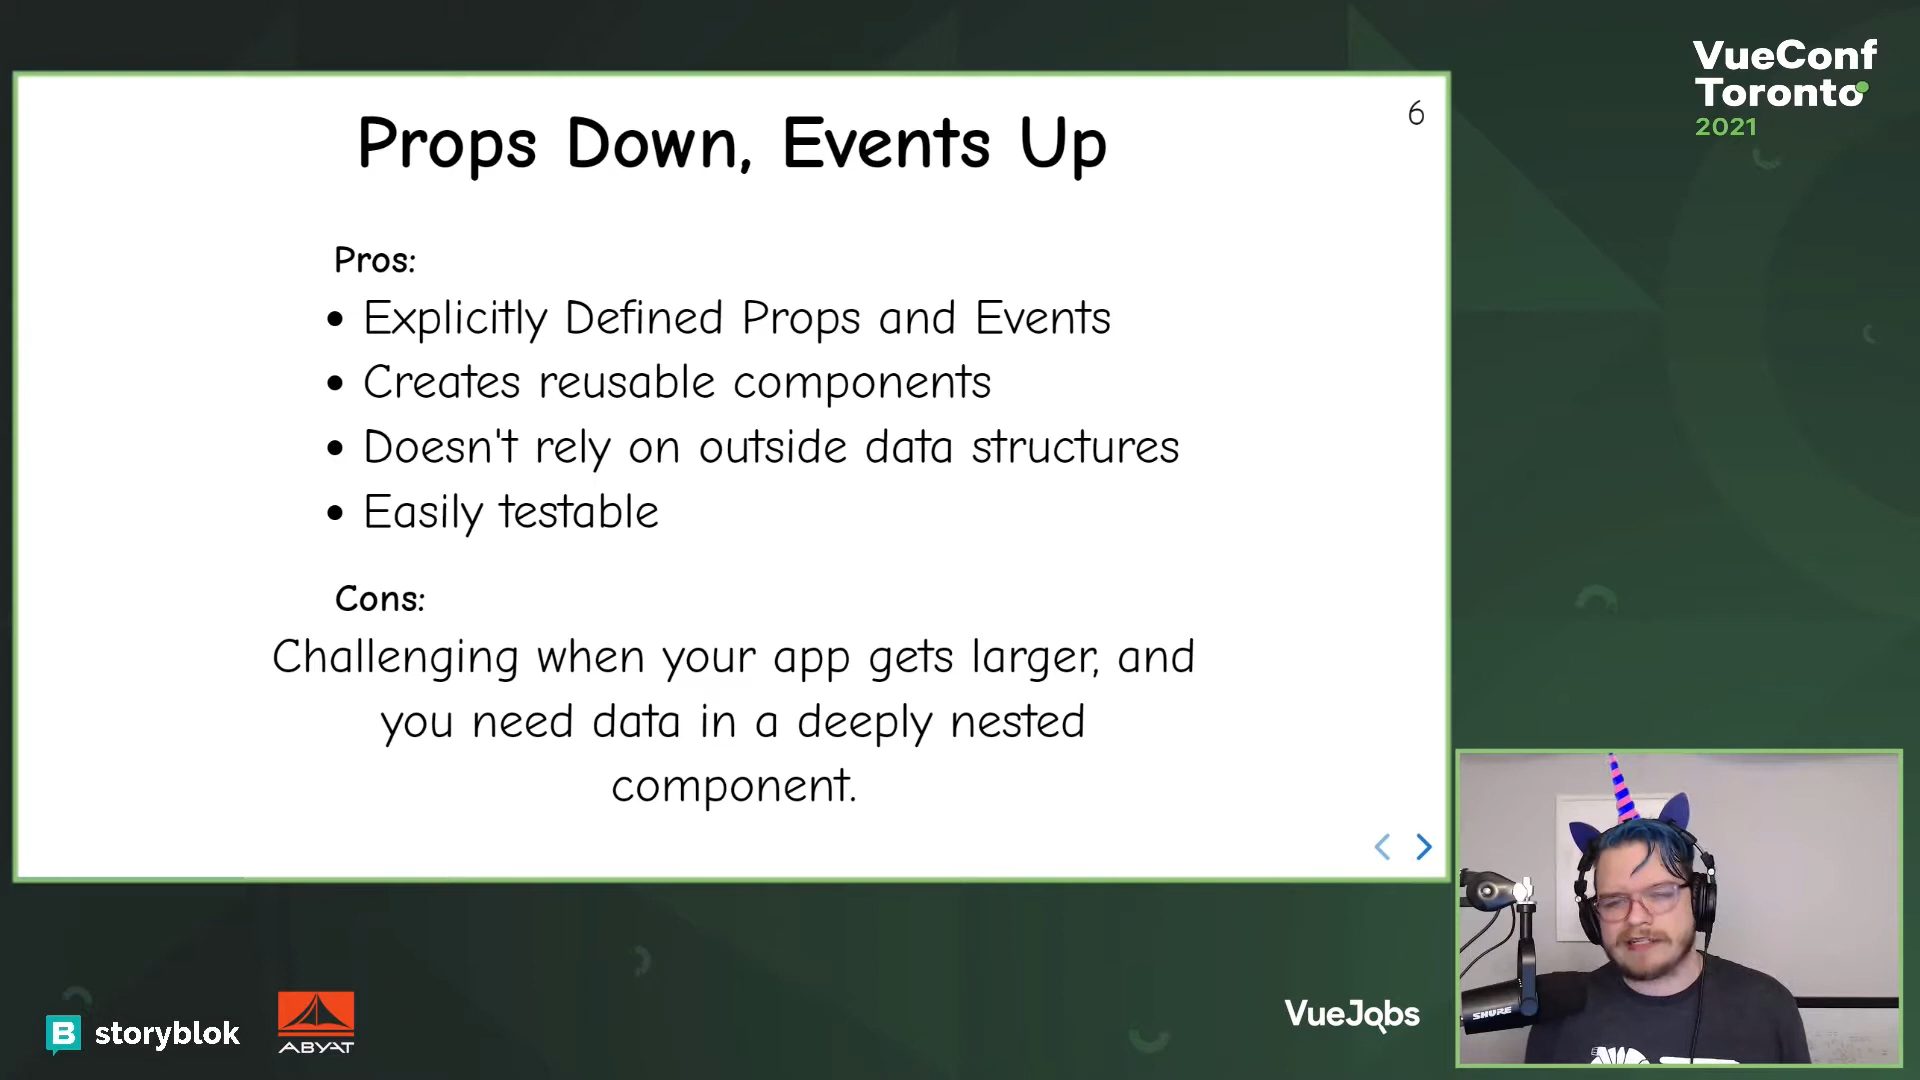 VueConf
Toronto
2021
6
Props Down, Events Up
Pros:
• Explicitly Defined Props and Events
• Creates reusable components
• Doesn't rely on outside data structures
• Easily testable
Cons:
Challenging when your app gets larger, and
you need data in a deeply nested
component.
SHURE
B storyblok
ABYAT
VueJobs